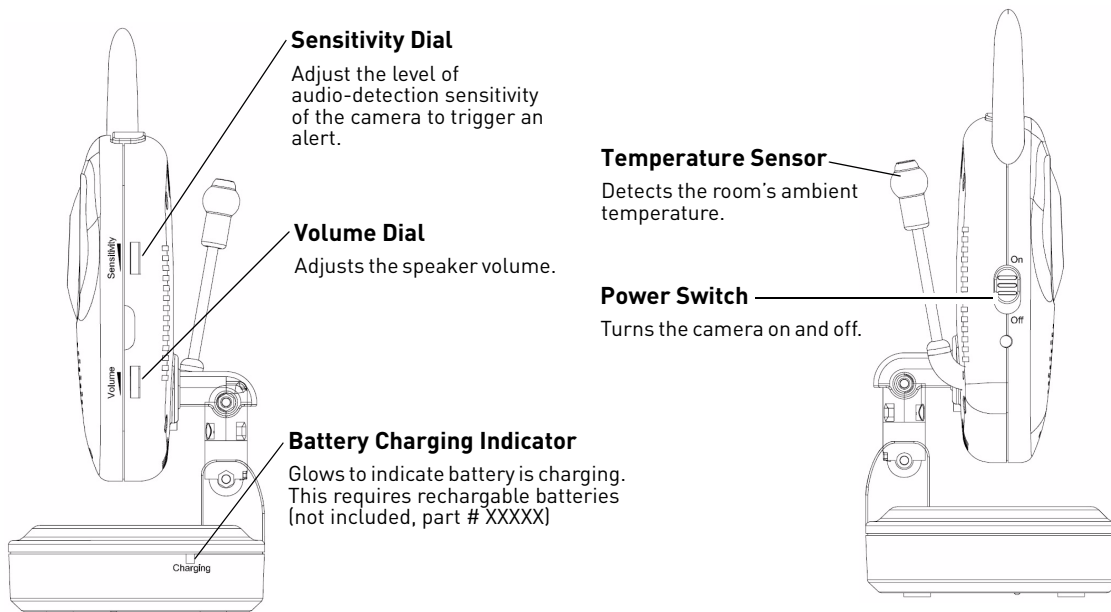 Sensitivity Dial
Adjust the level of
audio-detection sensitivity
of the camera to trigger an
alert.
Sensitivity
Volume Dial
Adjusts the speaker volume.
Volume
Battery Charging Indicator
Glows to indicate battery is charging.
This requires rechargable batteries
(not included, part # XXXXX)
Charging
Temperature Sensor
Detects the room's ambient
temperature.
Power Switch
Turns the camera on and off.
On
Off